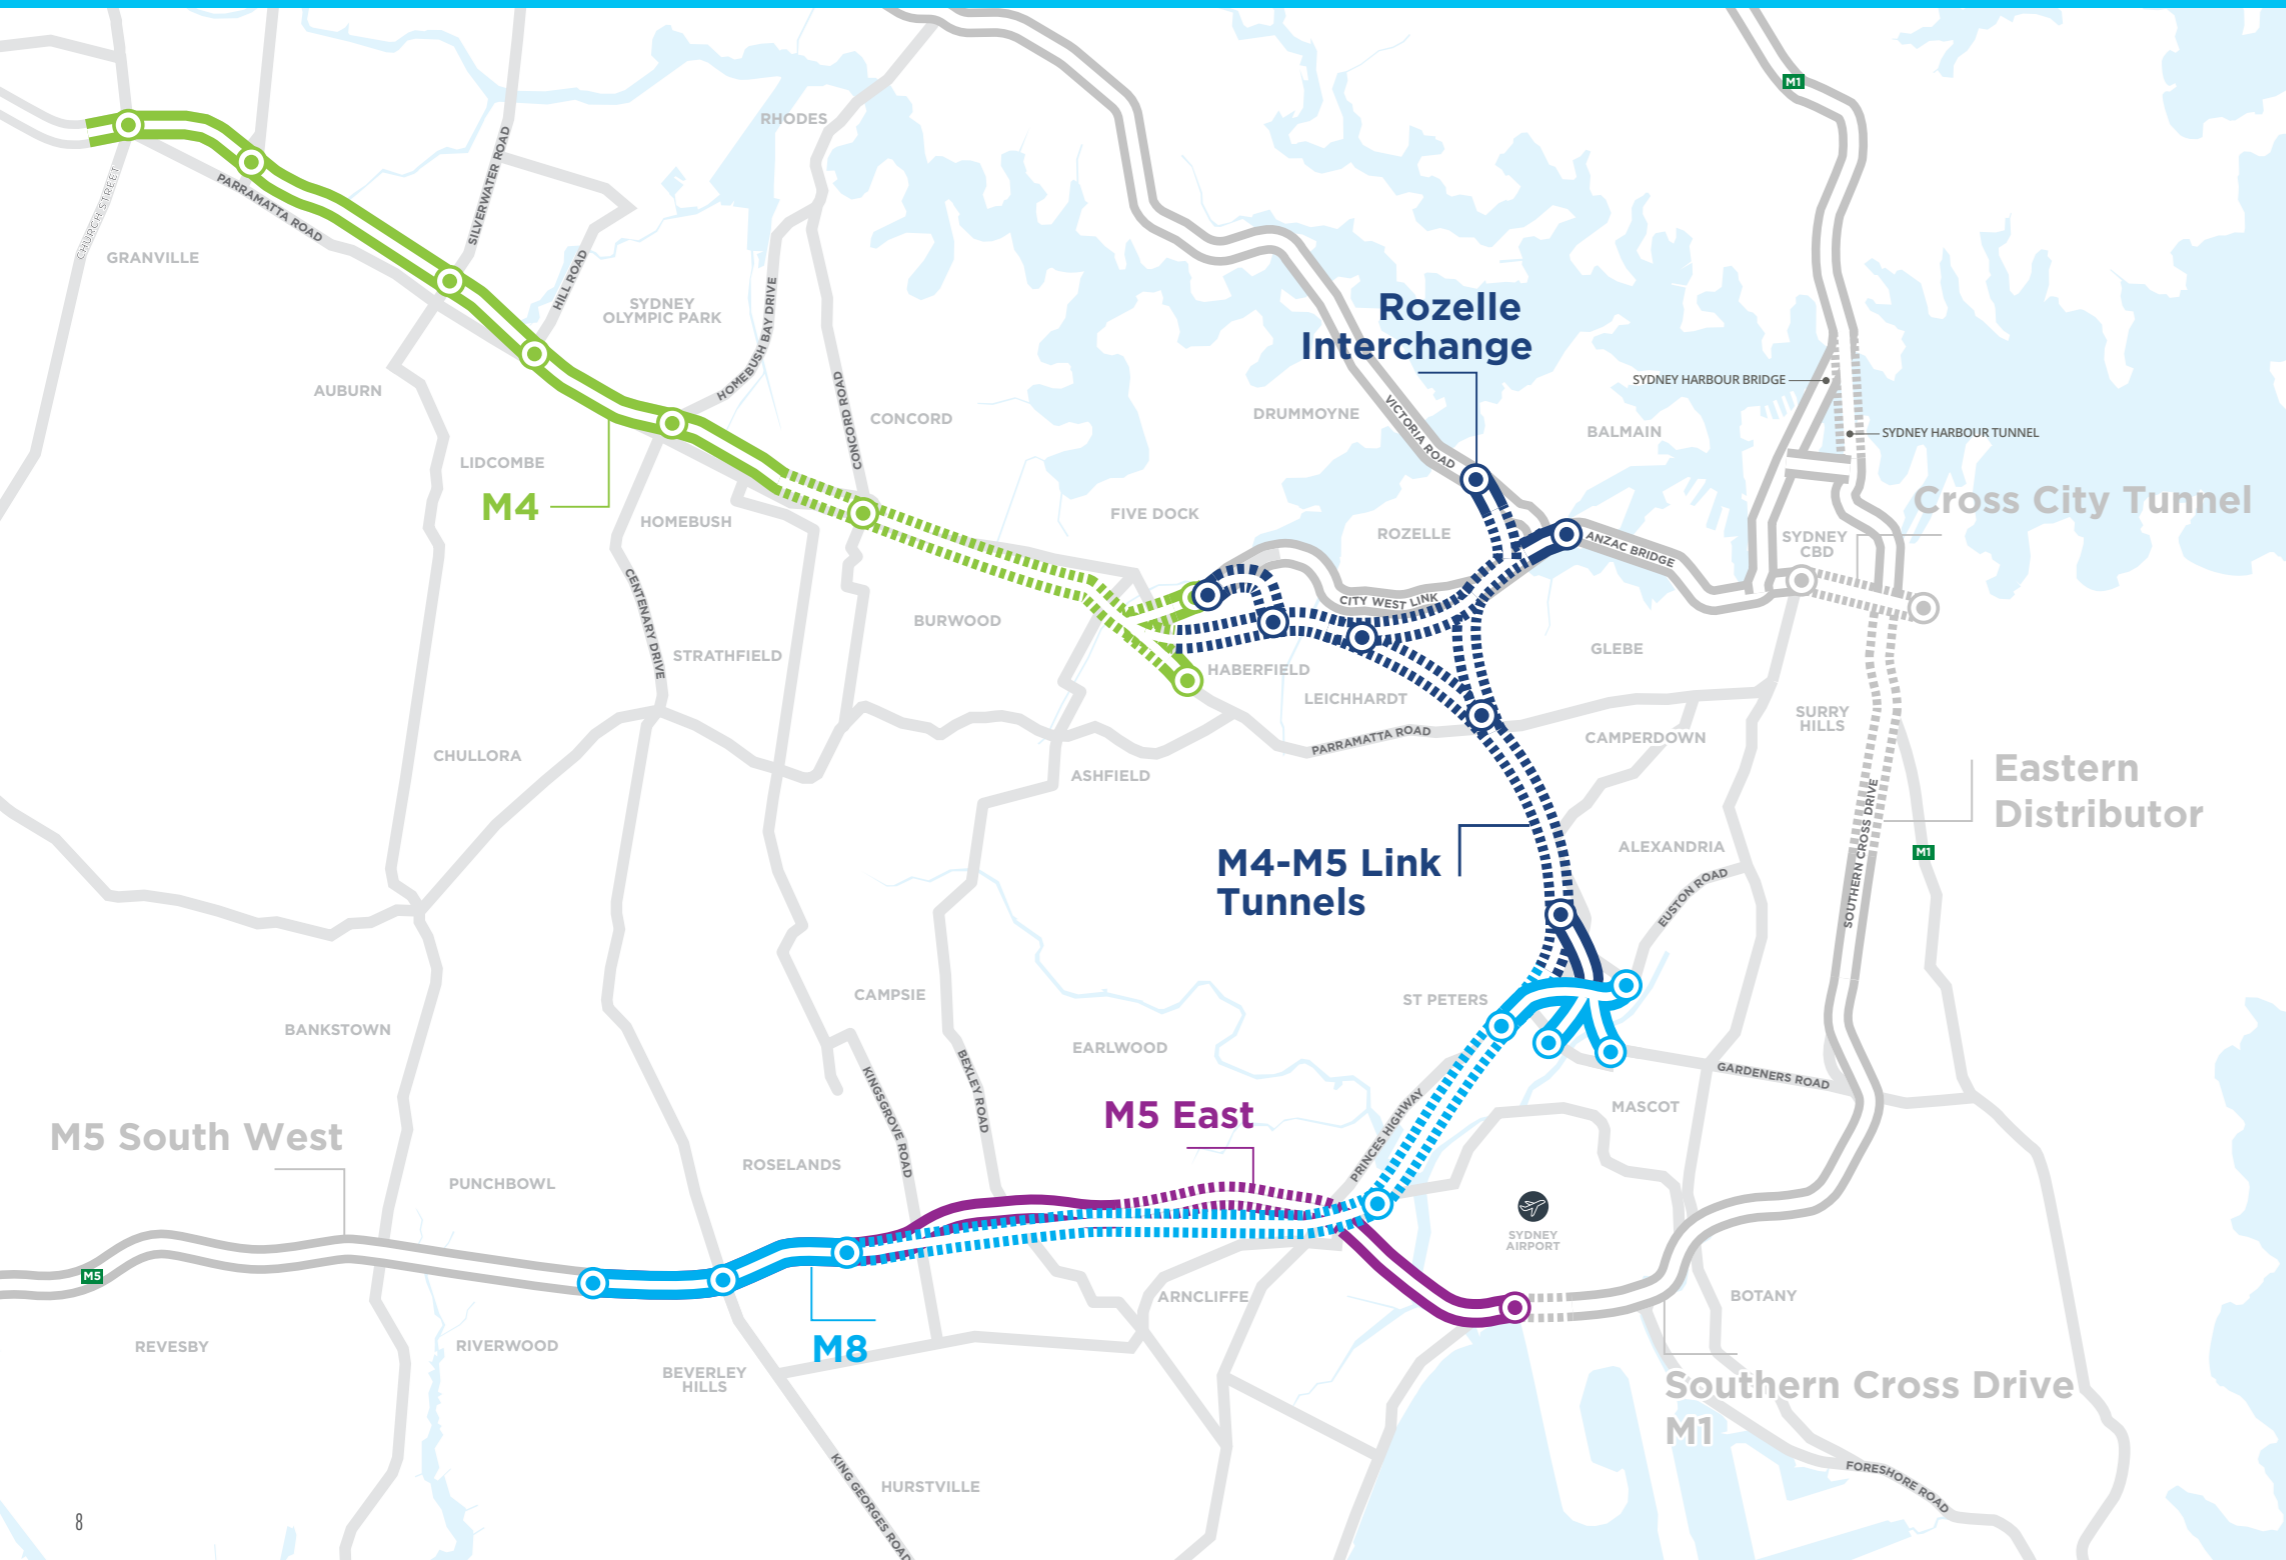 M1
RHODES
CHURCH STREET
PARRAMATTA ROAD
SILVERWATER ROAD
HILL ROAD
GRANVILLE
SYDNEY
OLYMPIC PARK
HOMEBUSH BAY DRIVE
Rozelle
Interchange
SYDNEY HARBOUR BRIDGE
AUBURN
CONCORD ROAD
CONCORD
DRUMMOYNE
VICTORIA ROAD
BALMAIN
SYDNEY HARBOUR TUNNEL
LIDCOMBE
M4
HOMEBUSH
FIVE DOCK
ROZELLE
ANZAC BRIDGE
SYDNEY
CBD
Cross City Tunnel
CENTENARY DRIVE
CITY WEST LINK
BURWOOD
STRATHFIELD
HABERFIELD
GLEBE
LEICHHARDT
SURRY
HILLS
PARRAMATTA ROAD
CAMPERDOWN
CHULLORA
ASHFIELD
Eastern
Distributor
M4-M5 Link
Tunnels
ALEXANDRIA
M1
SOUTHERN CROSS DRIVE
EUSTON ROAD
CAMPSIE
ST PETERS
BANKSTOWN
EARLWOOD
KINGSGROVE ROAD
BEXLEY ROAD
GARDENERS ROAD
M5 South West
M5 East
PRINCES HIGHWAY
MASCOT
PUNCHBOWL
ROSELANDS
SYDNEY
AIRPORT
M5
ARNCLIFFE
BOTANY
REVESBY
RIVERWOOD
M8
BEVERLEY
HILLS
Southern Cross Drive
M1
KING GEORGES ROAD
HURSTVILLE
FORESHORE ROAD
8